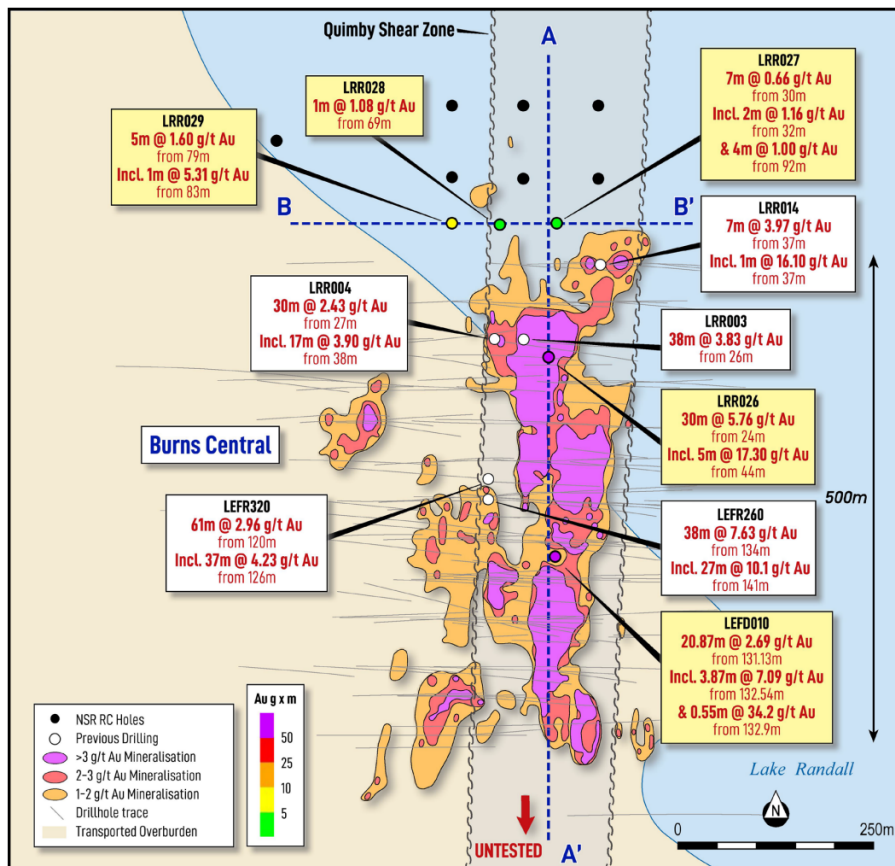 Quimby Shear Zone
A
LRR027
7m @ 0.66 g/t Au
from 30m
Incl. 2m @ 1.16 g/t Au
from 32m
& 4m @ 1.00 g/t Au
from 92m
LRR028
1m @ 1.08 g/t Au
from 69m
LRR029
5m @ 1.60 g/t Au
from 79m
Incl. 1m @ 5.31 g/t Au
from 83m
B
B'
LRR014
7m @ 3.97 g/t Au
from 37m
Incl. 1m @ 16.10 g/t Au
from 37m
LRR004
30m @ 2.43 g/t Au
from 27m
Incl. 17m @ 3.90 g/t Au
from 38m
LRR003
38m @ 3.83 g/t Au
from 26m
LRR026
30m @ 5.76 g/t Au
from 24m
Incl. 5m @ 17.30 g/t Au
from 44m
Burns Central
500m
LEFR320
61m @ 2.96 g/t Au
from 120m
Incl. 37m @ 4.23 g/t Au
from 126m
LEFR260
38m @ 7.63 g/t Au
from 134m
Incl. 27m @ 10.1 g/t Au
from 141m
LEFD010
20.87m @ 2.69 g/t Au
from 131.13m
Incl. 3.87m @ 7.09 g/t Au
from 132.54m
& 0.55m @ 34.2 g/t Au
from 132.9m
NSR RC Holes
Previous Drilling
>3 g/t Au Mineralisation
2-3 g/t Au Mineralisation
1-2 g/t Au Mineralisation
Drillhole trace
Transported Overburden
Au g x m
50
25
10
5
UNTESTED
A'
Lake Randall
N
0
250m